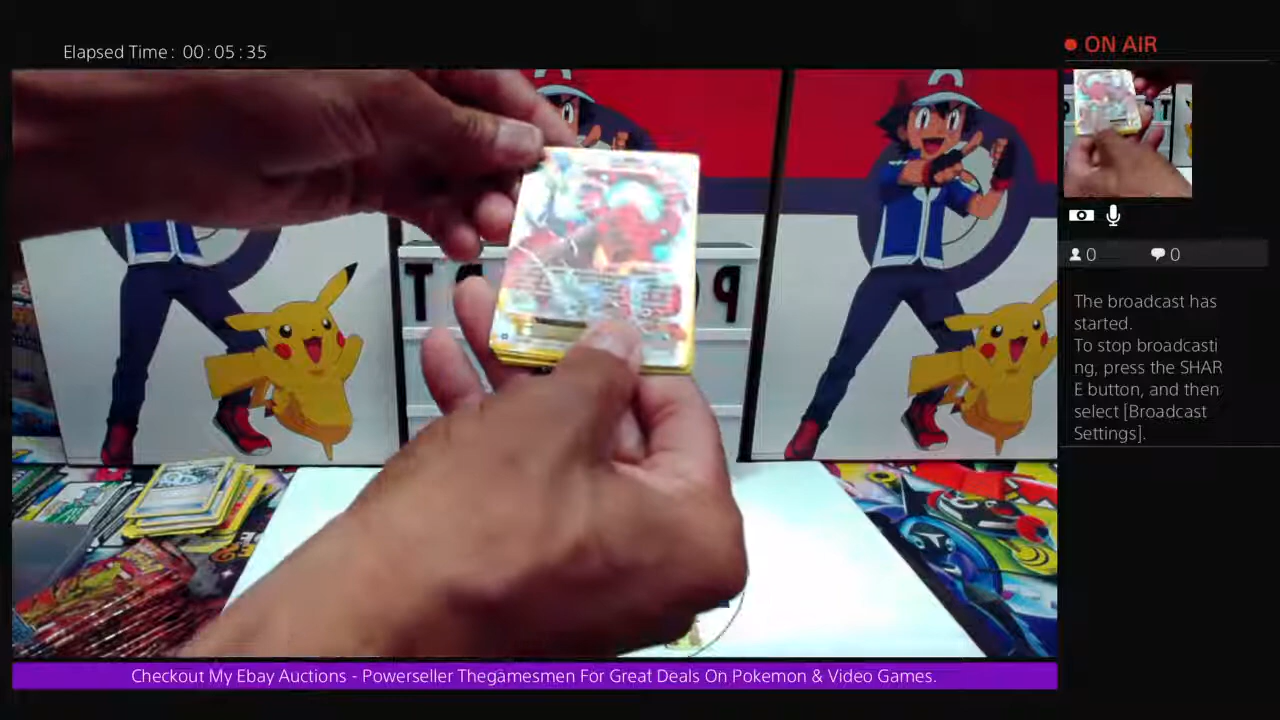 Elapsed Time: 00:05:35
ON AIR
0 0
The broadcast has
started.
To stop broadcasti
ng, press the SHAR
E button, and then
select [Broadcast
Settings].
Checkout My Ebay Auctions - Powerseller Thegamesmen For Great Deals On Pokemon & Video Games.